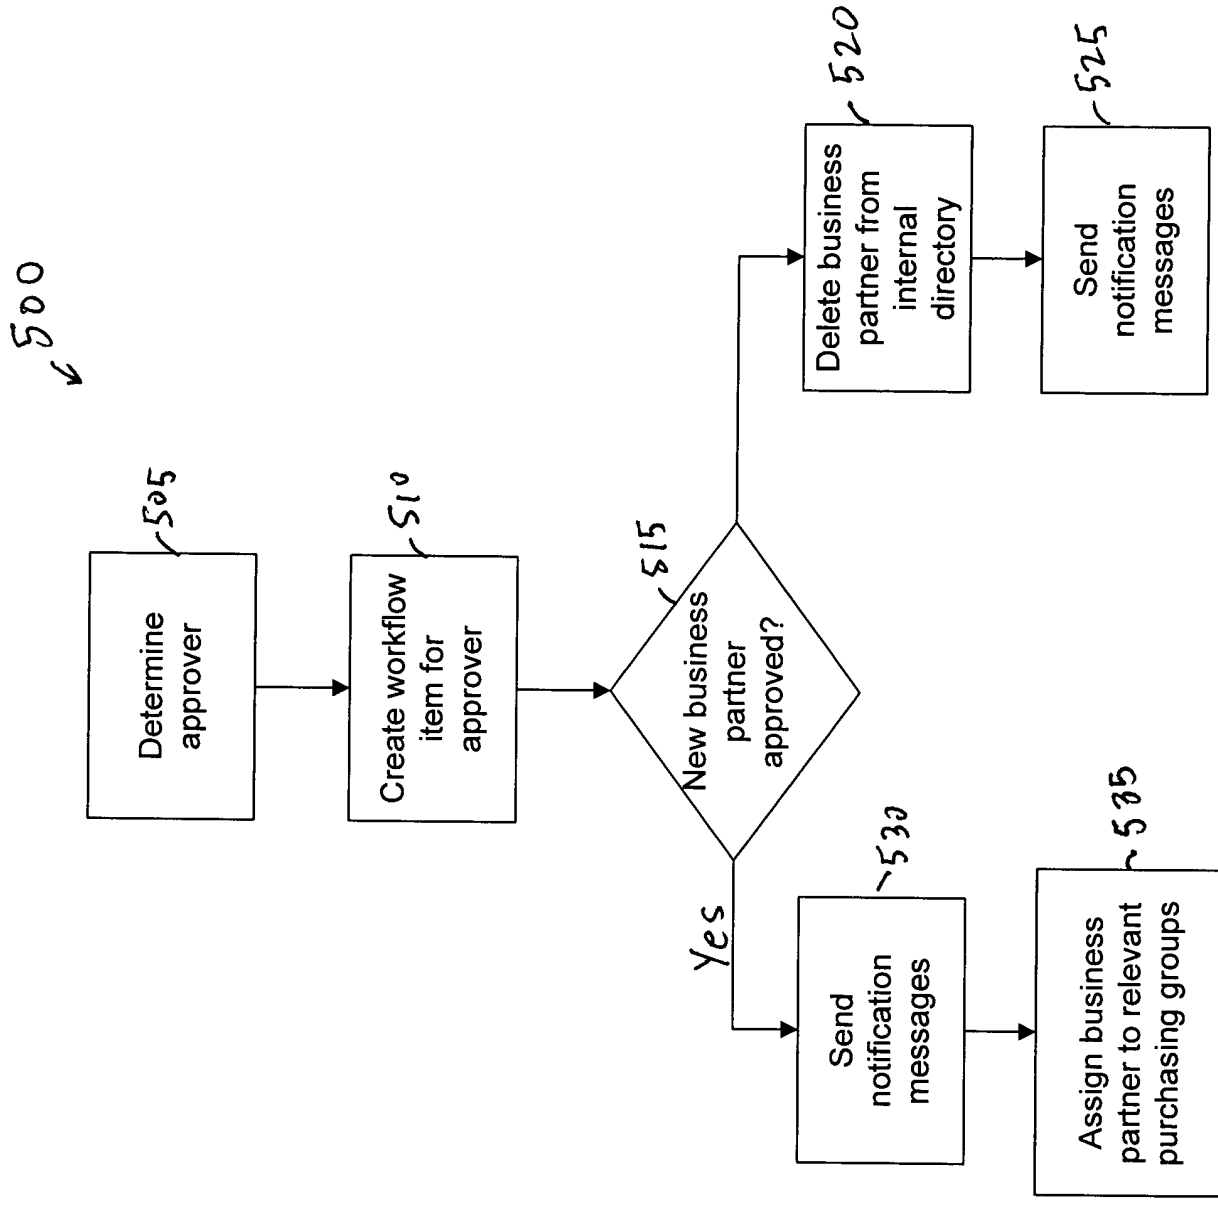 500
Determine
approver
505
Create workflow
item for
approver
510
New business
partner
approved?
515
Yes
Send
notification
messages
530
Assign business
partner to relevant
purchasing groups
535
Delete business
partner from
internal
directory
520
Send
notification
messages
525